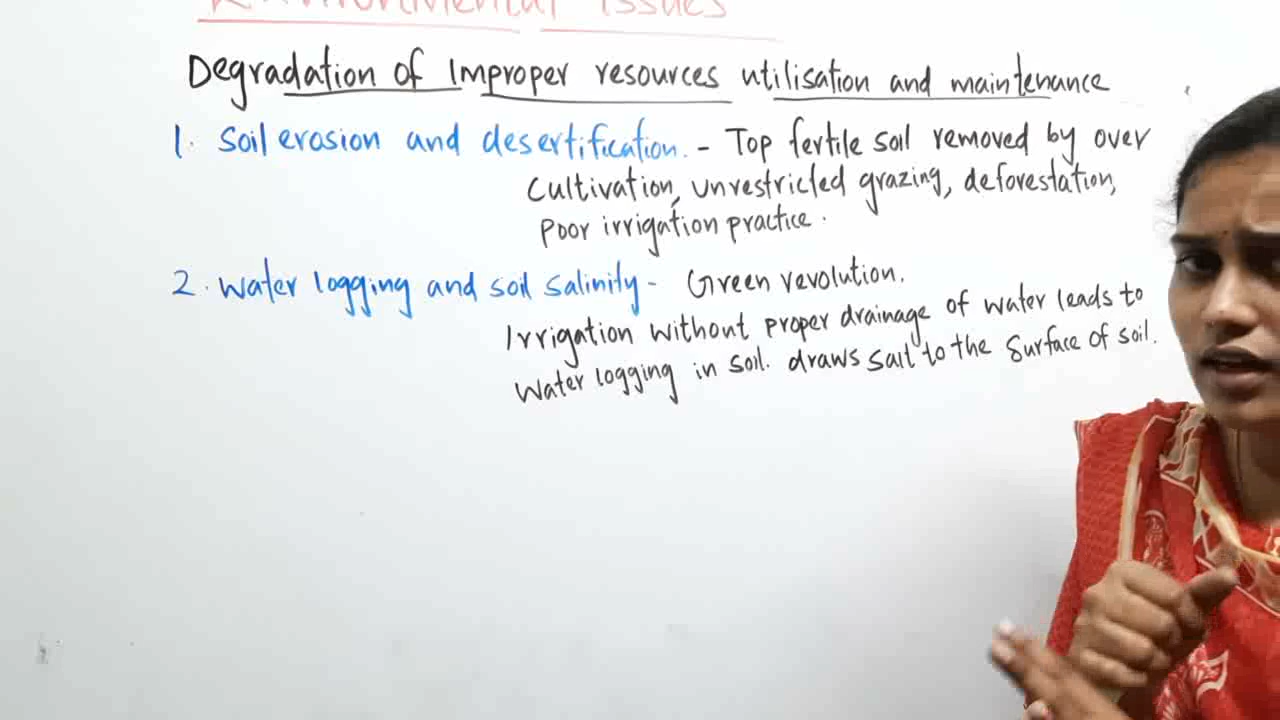 Environmental Issues
Degradation of Improper resources utilisation and maintenance
1. Soil erosion and desertification. - Top fertile soil removed by over
Cultivation, unrestricted grazing, deforestation,
Poor irrigation practice.
2. Water logging and soil salinity - Green revolution.
Irrigation without proper drainage of water leads to
Water logging in soil. draws salt to the surface of soil.